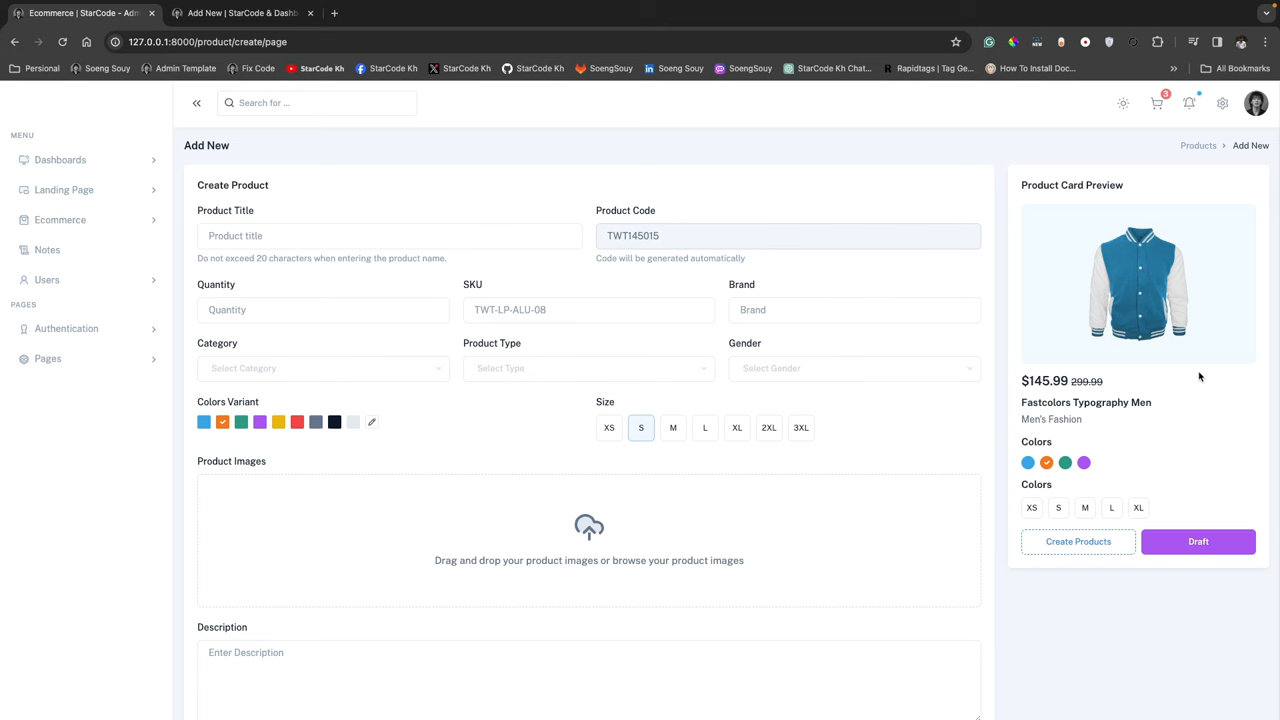 Ecommerce | StarCode - Adm
Add New | StarCode & Dashb
127.0.0.1:8000/product/create/page
Personal
Soeng Souy
Admin Template
Fix Code
StarCode Kh
StarCode Kh
StarCode Kh
StarCode Kh
SoengSouy
SoengSouy
SoengSouy
StarCode Kh Chat...
Rapidtags | Tag Ge...
How To Install Doc...
All Bookmarks
Search for ...
3
MENU
Dashboards
Landing Page
Ecommerce
Notes
Users
PAGES
Authentication
Pages
Add New
Products
Add New
Create Product
Product Title
Product title
Do not exceed 20 characters when entering the product name.
Product Code
TWT145015
Code will be generated automatically
Quantity
Quantity
SKU
TWT-LP-ALU-08
Brand
Brand
Category
Select Category
Product Type
Select Type
Gender
Select Gender
Colors Variant
Size
XS
S
M
L
XL
2XL
3XL
Product Images
Drag and drop your product images or browse your product images
Description
Enter Description
Product Card Preview
$145.99 299.99
Fastcolors Typography Men
Men's Fashion
Colors
Colors
XS
S
M
L
XL
Create Products
Draft